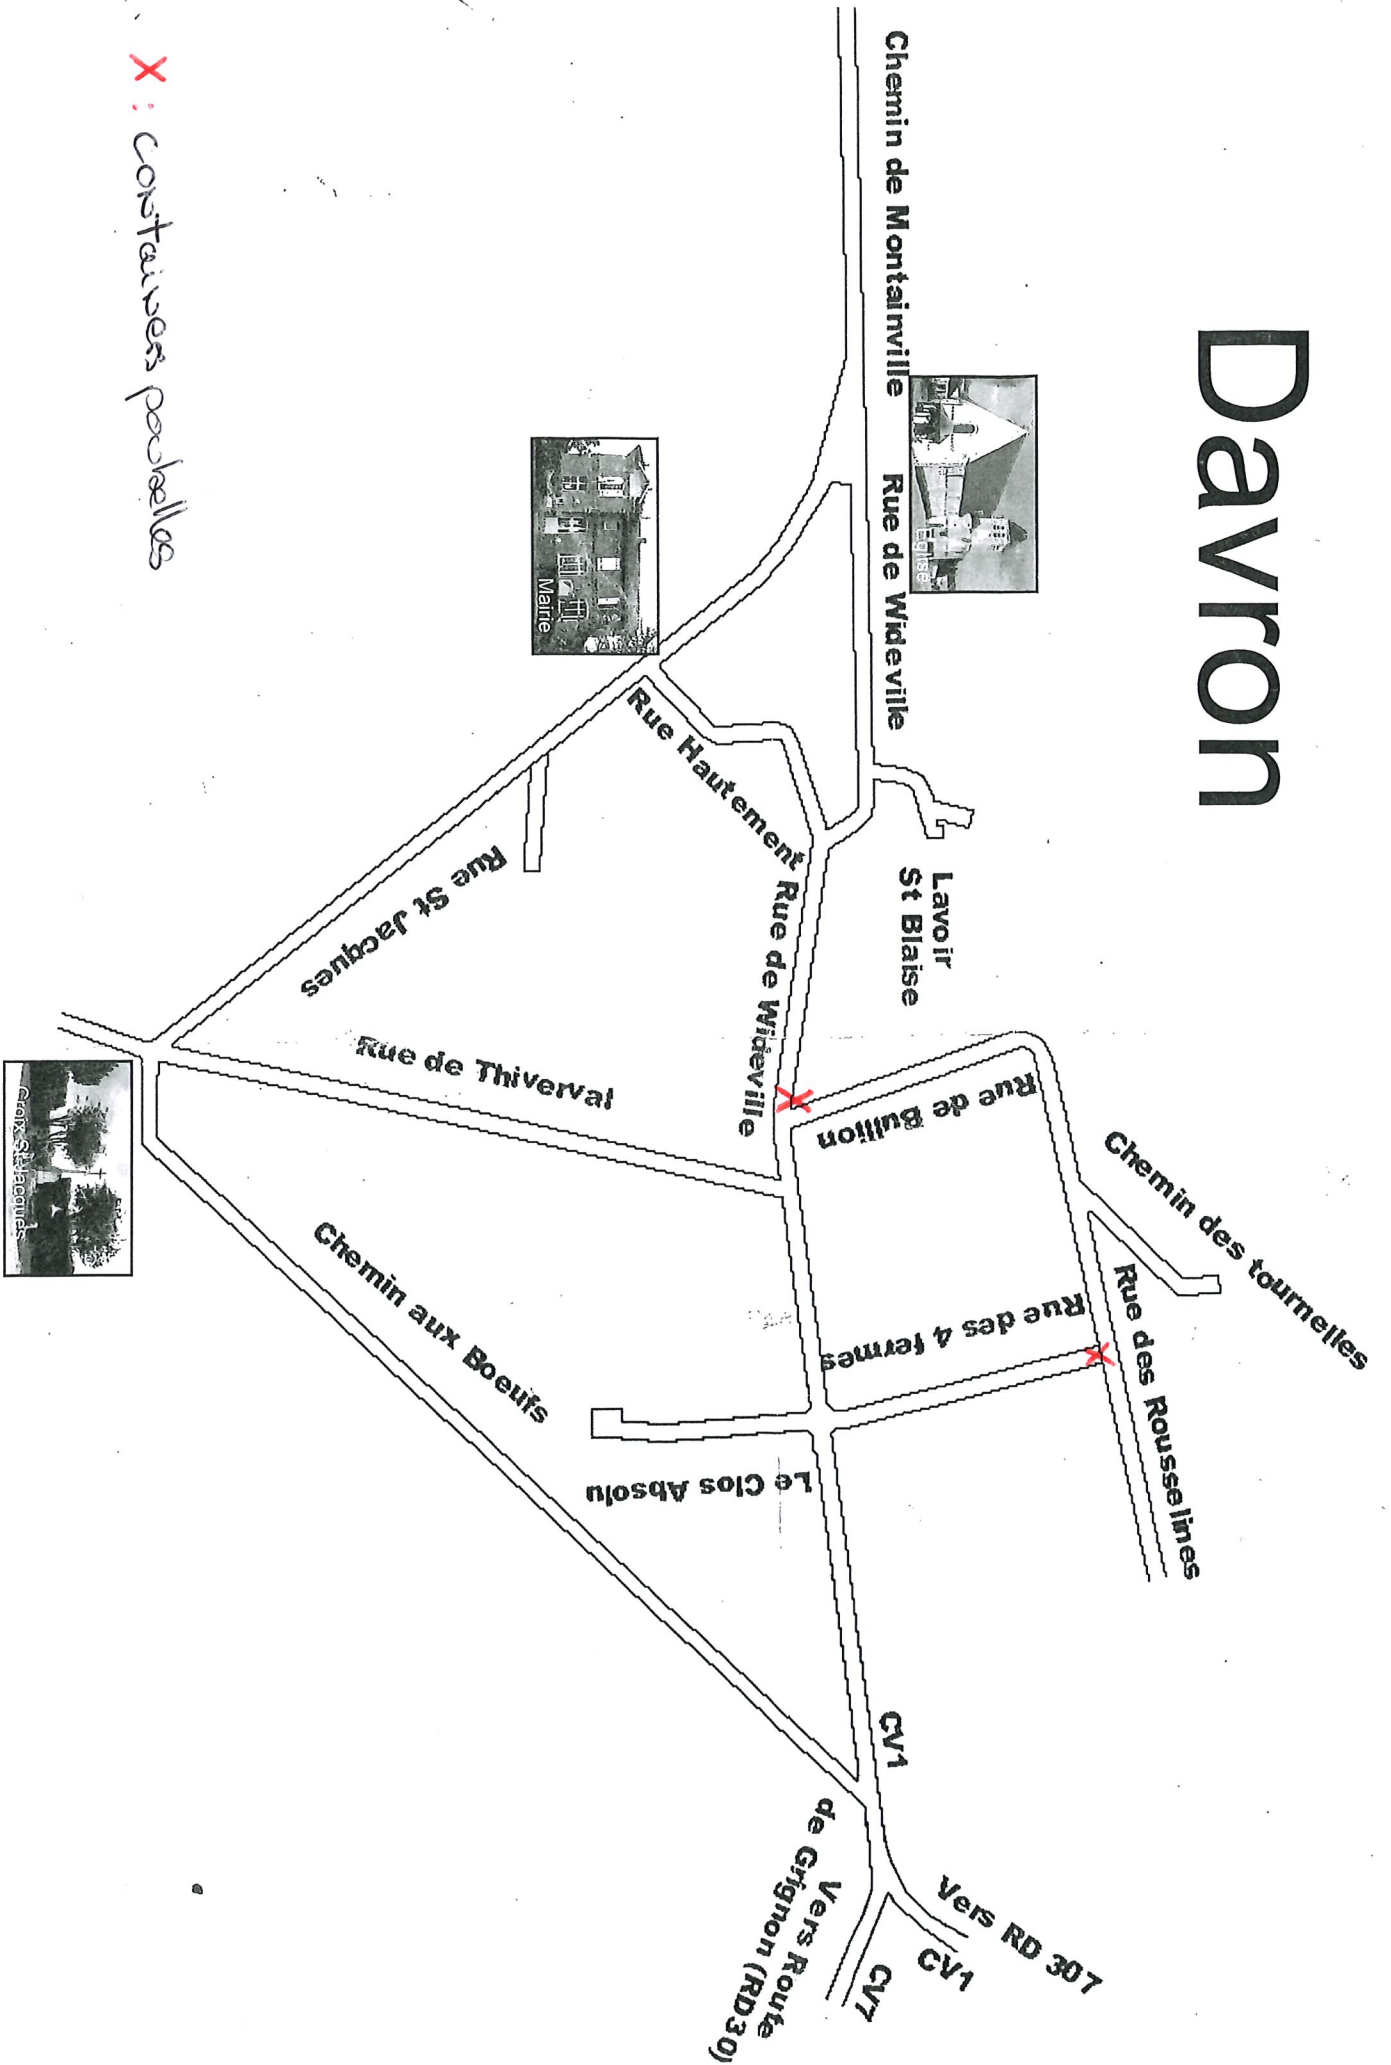 Davron
Eglise
Chemin de Montainville
Rue de Wideville
Lavoir
St Blaise
Mairie
Rue Hautement
Rue de Wideville
Rue St Jacques
Rue de Thiverval
Rue de Bullion
Chemin des tournelles
Rue des Rousselines
Rue des 4 fermes
Le Clos Absolu
Chemin aux Boeufs
Croix St Jacques
CV1
Vers RD 307
CV1
CV7
Vers Route
de Grignon (RD30)
X : containers poubelles